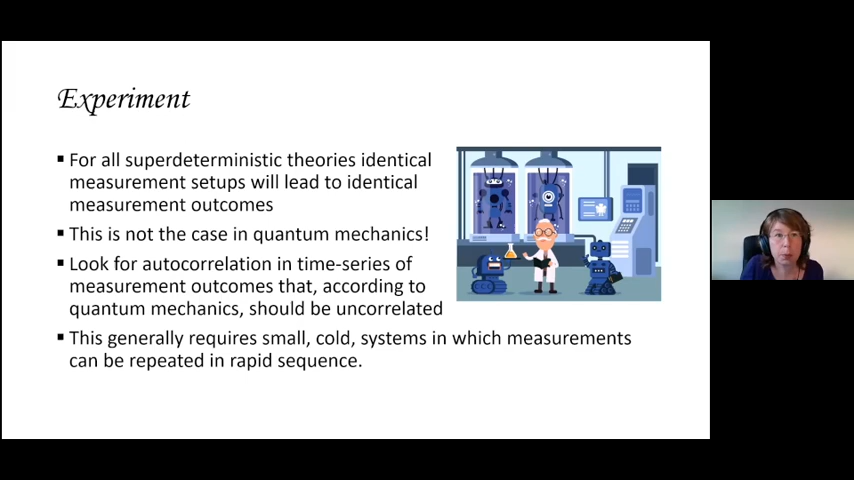 Experiment
▪ For all superdeterministic theories identical
measurement setups will lead to identical
measurement outcomes
▪ This is not the case in quantum mechanics!
▪ Look for autocorrelation in time-series of
measurement outcomes that, according to
quantum mechanics, should be uncorrelated
▪ This generally requires small, cold, systems in which measurements
can be repeated in rapid sequence.